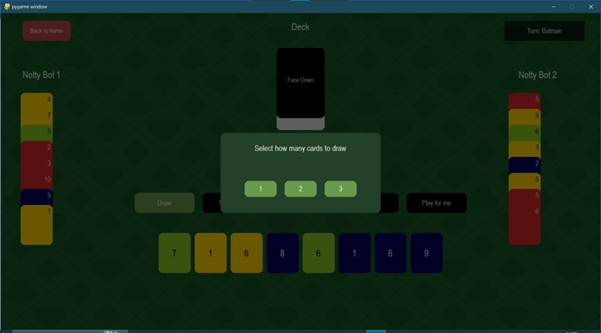 pygame window
Back to home
Deck
Turn: Batman
Notty Bot 1
Face Down
Notty Bot 2
4
7
5
2
3
10
9
1
5
9
6
3
2
5
5
6
Select how many cards to draw
1 2 3
Draw
Play for me
7 1 6 8 6 1 6 9